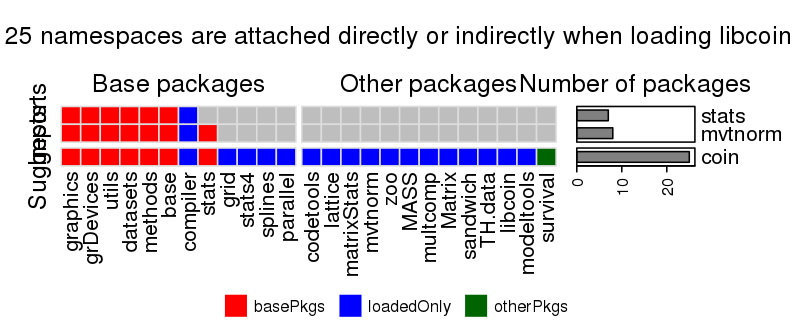 25 namespaces are attached directly or indirectly when loading libcoin
Base packages
Other packages
Number of packages
Imports
Suggests
stats
mvtnorm
coin
graphics
grDevices
utils
datasets
methods
base
compiler
stats
grid
stats4
splines
parallel
codetools
lattice
matrixStats
mvtnorm
zoo
MASS
multcomp
Matrix
sandwich
TH.data
libcoin
modeltools
survival
0
10
20
basePkgs
loadedOnly
otherPkgs